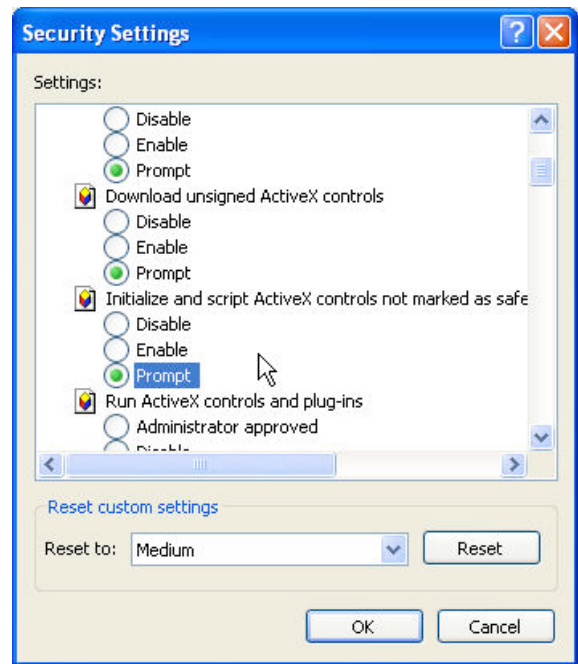 Security Settings
Settings:
Disable
Enable
Prompt
Download unsigned ActiveX controls
Disable
Enable
Prompt
Initialize and script ActiveX controls not marked as safe
Disable
Enable
Prompt
Run ActiveX controls and plug-ins
Administrator approved
Disable
Reset custom settings
Reset to: Medium Reset
OK Cancel